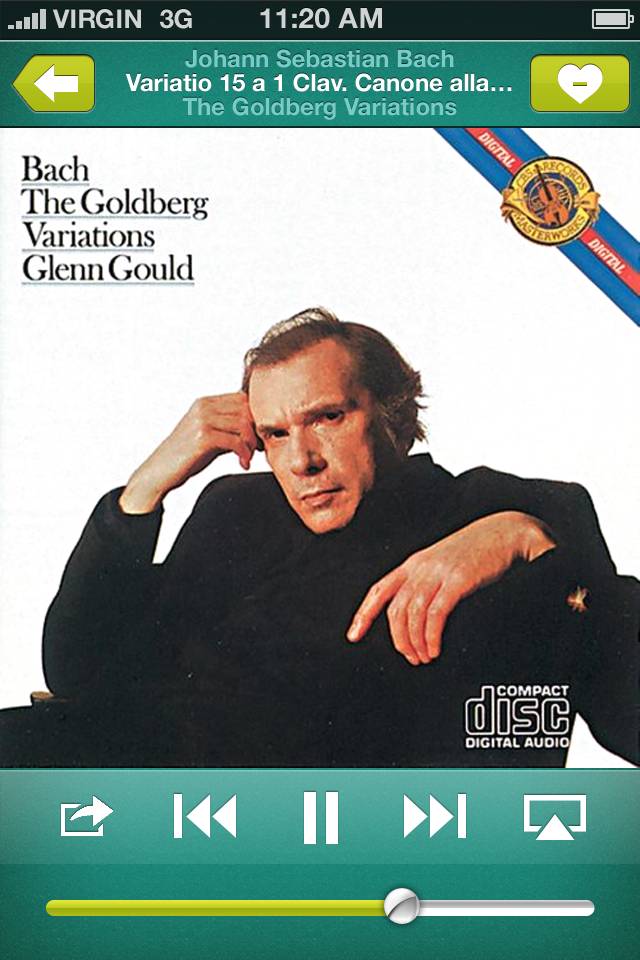 VIRGIN 3G 11:20 AM
Johann Sebastian Bach
Variatio 15 a 1 Clav. Canone alla...
The Goldberg Variations
Bach
The Goldberg
Variations
Glenn Gould
DIGITAL
CBS RECORDS
MASTERWORKS
DIGITAL
COMPACT
disc
DIGITAL AUDIO